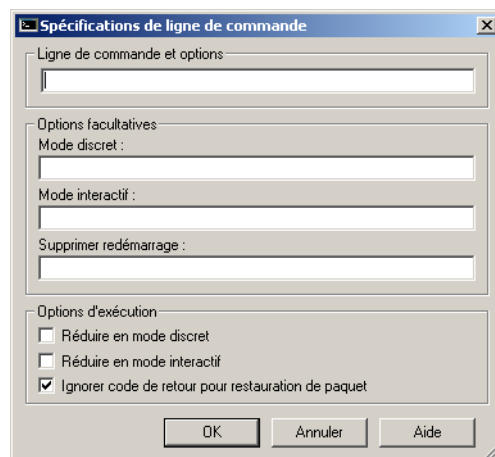 Spécifications de ligne de commande
Ligne de commande et options
Options facultatives
Mode discret :
Mode interactif :
Supprimer redémarrage :
Options d'exécution
Réduire en mode discret
Réduire en mode interactif
Ignorer code de retour pour restauration de paquet
OK
Annuler
Aide